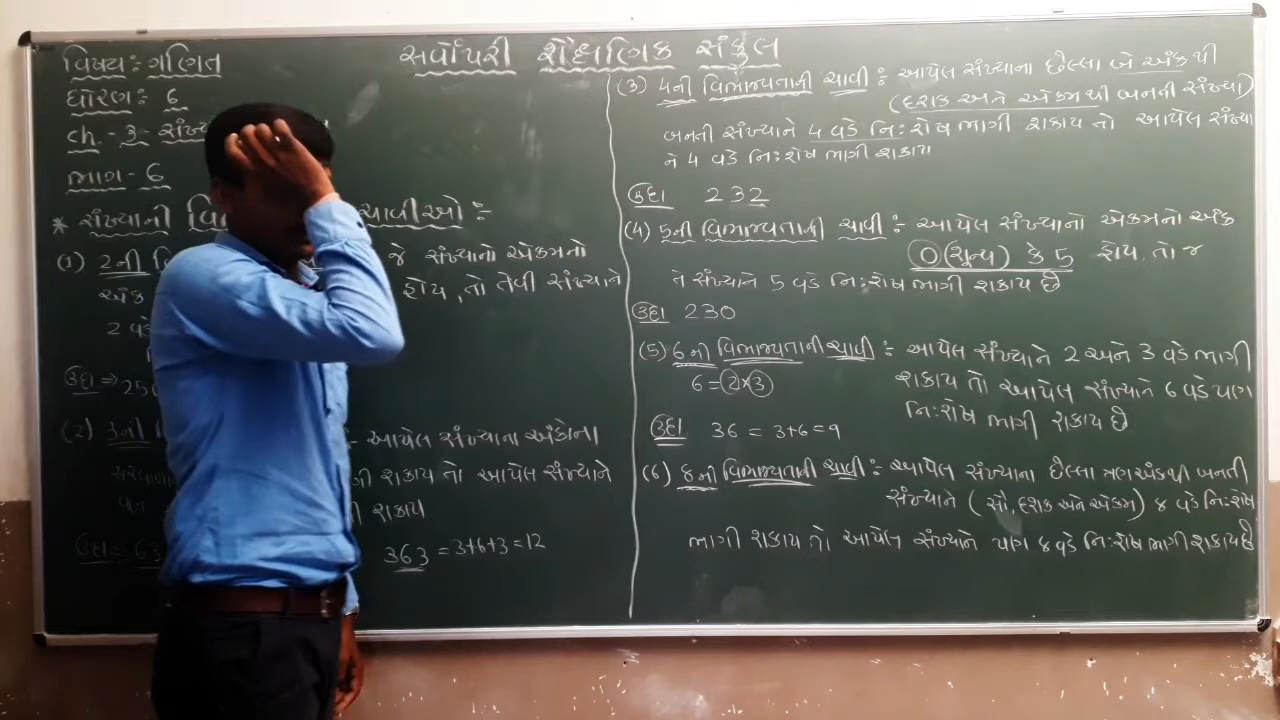 સર્વોપરી શૈક્ષણિક સંકુલ
વિષય : ગણિત
ધોરણ : 6
ch. - 3 - સંખ્
ભાગ - 6
* સંખ્યાની વિ ચાવીઓ :-
(1) 2ની વિ જે સંખ્યાનો એકમનો
અંક હોય, તો તેવી સંખ્યાને
2 વડે
ઉદા ⇒ 250
(2) 3ની - આપેલ સંખ્યાના અંકોના
સરવાળા ગી શકાય તો આપેલ સંખ્યાને
પણ ી શકાય
ઉદા ⇒ 63 363 = 3+6+3 = 12
(3) 4ની વિભાજ્યતાની ચાવી : આપેલ સંખ્યાના છેલ્લા બે અંકથી
(દશક અને એકમથી બનતી સંખ્યા)
બનતી સંખ્યાને 4 વડે નિ:શેષ ભાગી શકાય તો આપેલ સંખ્યા
ને 4 વડે નિ:શેષ ભાગી શકાય
ઉદા 232
(4) 5ની વિભાજ્યતાની ચાવી :- આપેલ સંખ્યાનો એકમનો અંક
0 (શૂન્ય) કે 5 હોય તો જ
તે સંખ્યાને 5 વડે નિ:શેષ ભાગી શકાય છે
ઉદા 230
(5) 6ની વિભાજ્યતાની ચાવી :- આપેલ સંખ્યાને 2 અને 3 વડે ભાગી
6 = 2×3 શકાય તો આપેલ સંખ્યાને 6 વડે પણ
નિ:શેષ ભાગી શકાય છે
ઉદા 36 = 3+6 = 9
(6) 8ની વિભાજ્યતાની ચાવી :- આપેલ સંખ્યાના છેલ્લા ત્રણ અંકથી બનતી
સંખ્યાને (સો, દશક અને એકમ) 8 વડે નિ:શેષ
ભાગી શકાય તો આપેલ સંખ્યાને પણ 8 વડે નિ:શેષ ભાગી શકાય છે